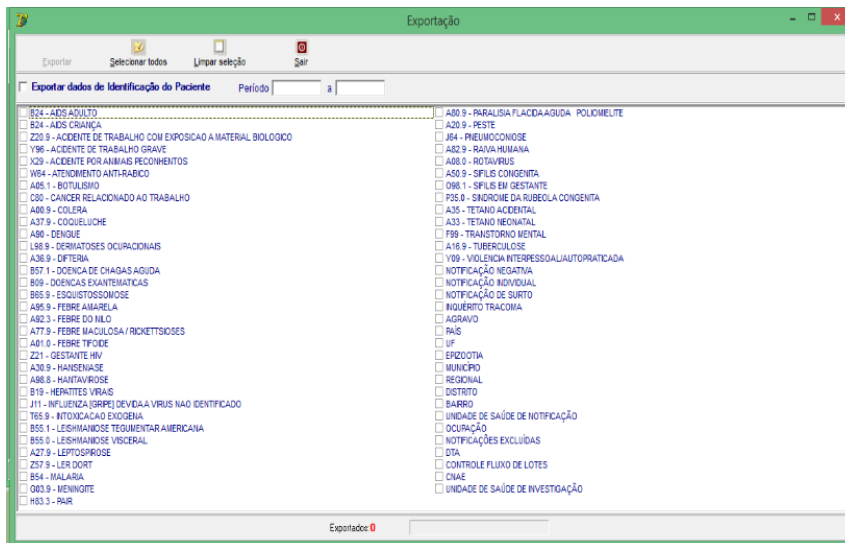 Exportação
Exportar Selecionar todos Limpar seleção Sair
Exportar dados de Identificação do Paciente Período a
B24 - AIDS ADULTO
B24 - AIDS CRIANÇA
Z20.9 - ACIDENTE DE TRABALHO COM EXPOSICAO A MATERIAL BIOLOGICO
Y96 - ACIDENTE DE TRABALHO GRAVE
X29 - ACIDENTE POR ANIMAIS PECONHENTOS
W64 - ATENDIMENTO ANTI-RABICO
A05.1 - BOTULISMO
C80 - CANCER RELACIONADO AO TRABALHO
A00.9 - COLERA
A37.9 - COQUELUCHE
A90 - DENGUE
L98.9 - DERMATOSES OCUPACIONAIS
A36.9 - DIFTERIA
B57.1 - DOENCA DE CHAGAS AGUDA
B09 - DOENCAS EXANTEMATICAS
B65.9 - ESQUISTOSSOMOSE
A95.9 - FEBRE AMARELA
A92.3 - FEBRE DO NILO
A77.9 - FEBRE MACULOSA / RICKETTSIOSES
A01.0 - FEBRE TIFOIDE
Z21 - GESTANTE HIV
A30.9 - HANSENIASE
A98.8 - HANTAVIROSE
B19 - HEPATITES VIRAIS
J11 - INFLUENZA [GRIPE] DEVIDA A VIRUS NAO IDENTIFICADO
T65.9 - INTOXICACAO EXOGENA
B55.1 - LEISHMANIOSE TEGUMENTAR AMERICANA
B55.0 - LEISHMANIOSE VISCERAL
A27.9 - LEPTOSPIROSE
Z57.9 - LER DORT
B54 - MALARIA
G03.9 - MENINGITE
H83.3 - PAIR
A80.9 - PARALISIA FLACIDA AGUDA POLIOMIELITE
A20.9 - PESTE
J64 - PNEUMOCONIOSE
A82.9 - RAIVA HUMANA
A08.0 - ROTAVIRUS
A50.9 - SIFILIS CONGENITA
O98.1 - SIFILIS EM GESTANTE
P35.0 - SINDROME DA RUBEOLA CONGENITA
A35 - TETANO ACIDENTAL
A33 - TETANO NEONATAL
F99 - TRANSTORNO MENTAL
A16.9 - TUBERCULOSE
Y09 - VIOLENCIA INTERPESSOAL/AUTOPROATICADA
NOTIFICAÇÃO NEGATIVA
NOTIFICAÇÃO INDIVIDUAL
NOTIFICAÇÃO DE SURTO
INQUÉRITO TRACOMA
AGRAVO
PAÍS
UF
EPIZOOTIA
MUNICÍPIO
REGIONAL
DISTRITO
BAIRRO
UNIDADE DE SAÚDE DE NOTIFICAÇÃO
OCUPAÇÃO
NOTIFICAÇÕES EXCLUÍDAS
DTA
CONTROLE FLUXO DE LOTES
CNAE
UNIDADE DE SAÚDE DE INVESTIGAÇÃO
Exportados: 0